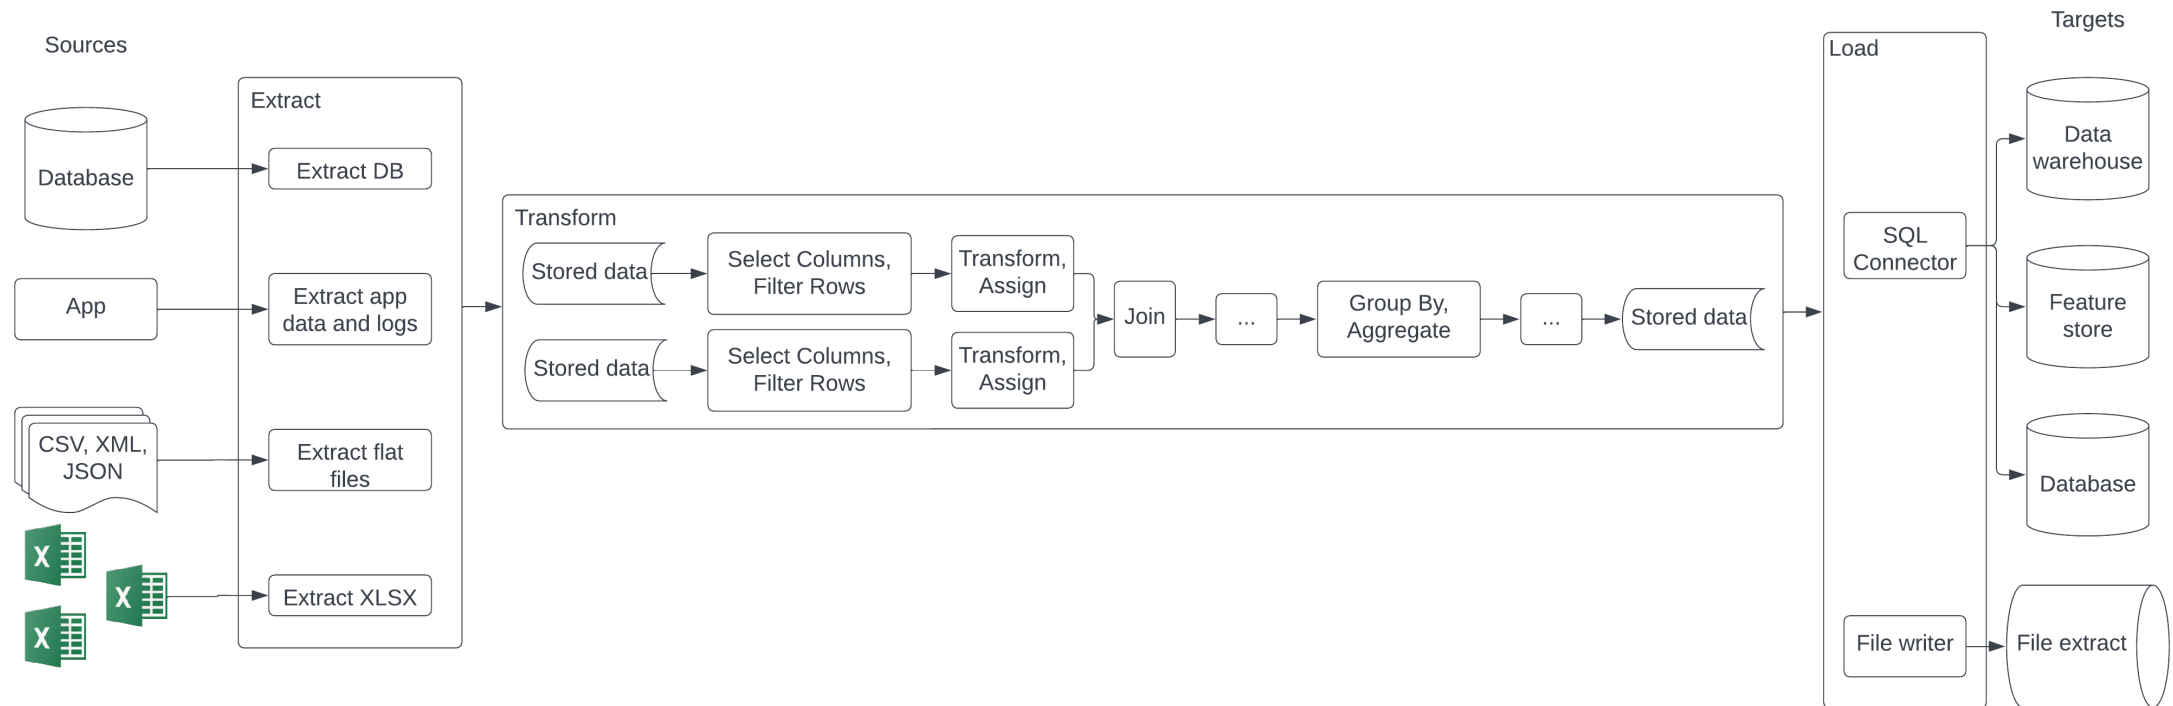 Sources
Database
App
CSV, XML,
JSON
X
X
X
Extract
Extract DB
Extract app
data and logs
Extract flat
files
Extract XLSX
Transform
Stored data
Select Columns,
Filter Rows
Transform,
Assign
Stored data
Select Columns,
Filter Rows
Transform,
Assign
Join
...
Group By,
Aggregate
...
Stored data
Load
SQL
Connector
File writer
Targets
Data
warehouse
Feature
store
Database
File extract